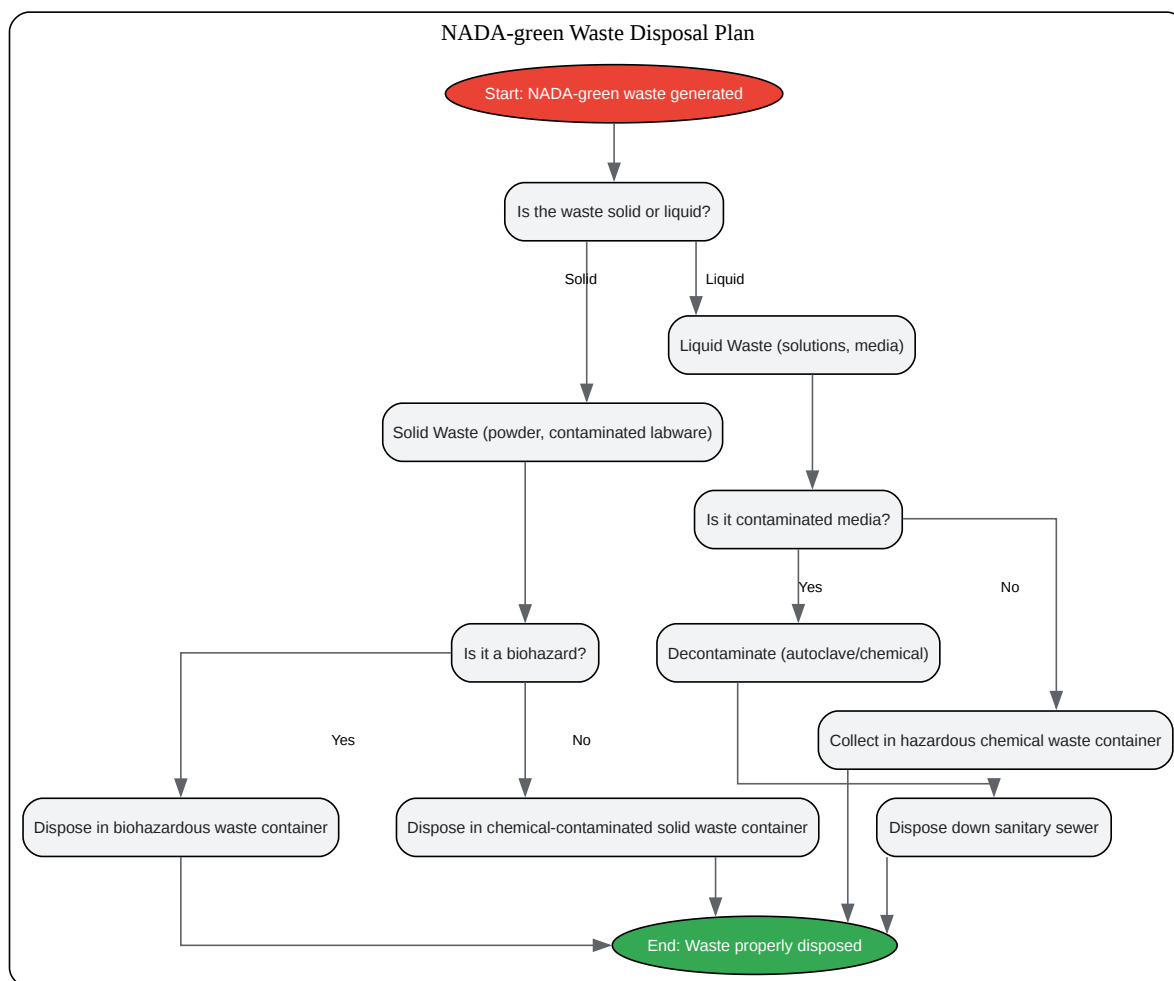 NADA-green Waste Disposal Plan
Start: NADA-green waste generated
Is the waste solid or liquid?
Solid
Liquid
Liquid Waste (solutions, media)
Solid Waste (powder, contaminated labware)
Is it contaminated media?
Yes
No
Is it a biohazard?
Decontaminate (autoclave/chemical)
Yes
No
Collect in hazardous chemical waste container
Dispose in biohazardous waste container
Dispose in chemical-contaminated solid waste container
Dispose down sanitary sewer
End: Waste properly disposed